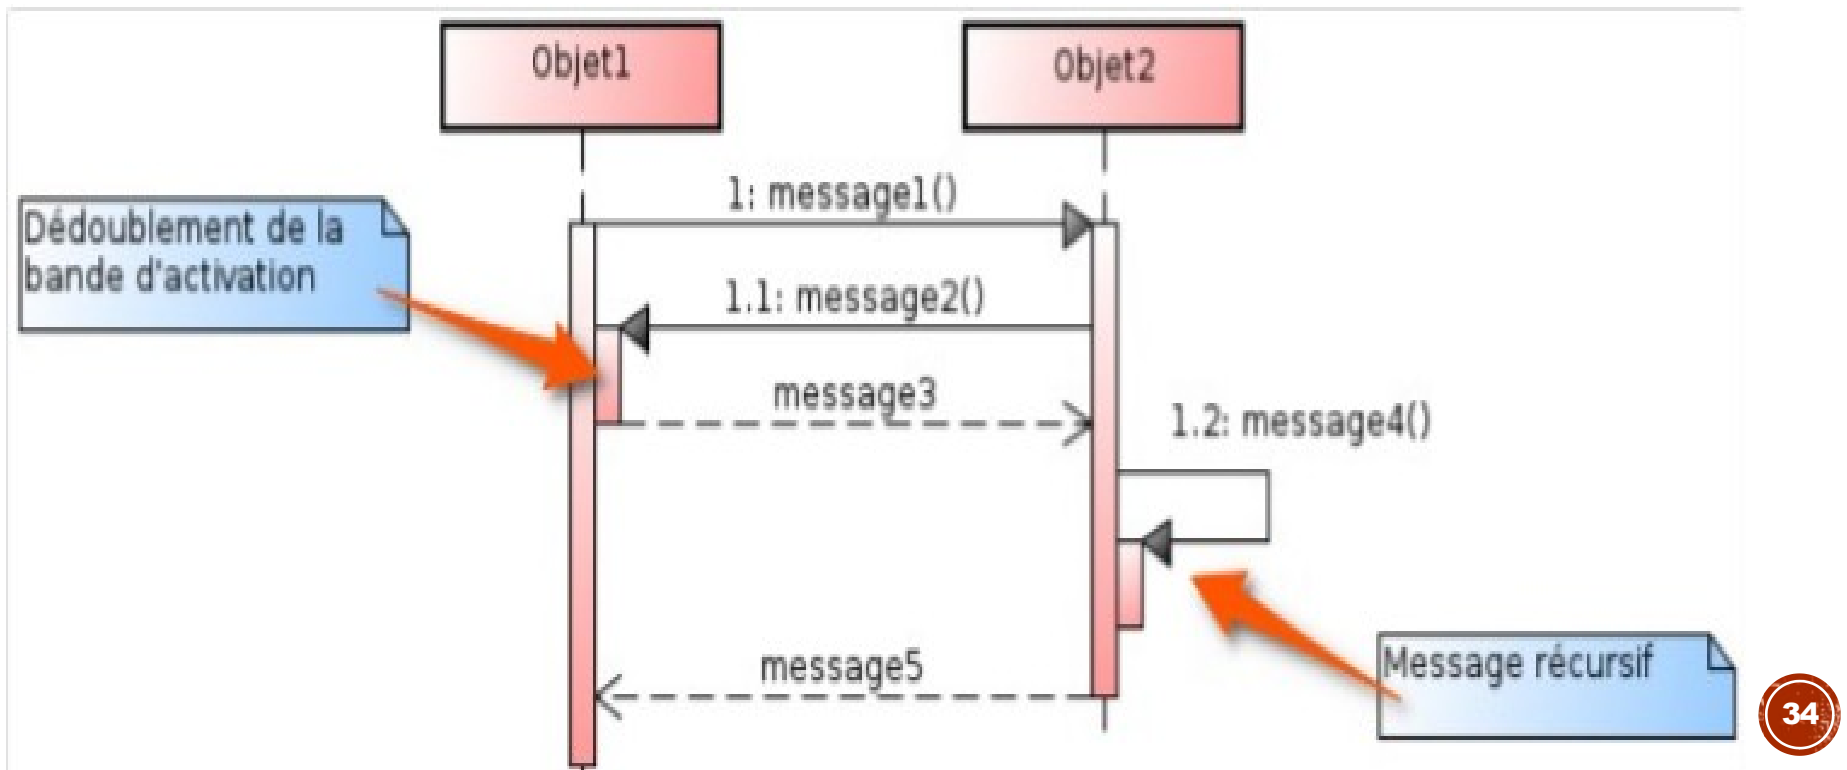 Objet1
Objet2
1: message1()
Dédoublement de la
bande d'activation
1.1: message2()
message3
1.2: message4()
message5
Message récursif
34